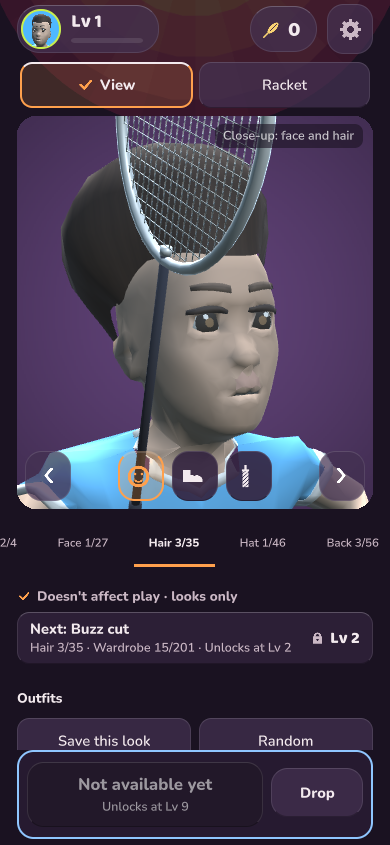 Lv 1
0
View
Racket
Close-up: face and hair
2/4
Face 1/27
Hair 3/35
Hat 1/46
Back 3/56
Doesn't affect play · looks only
Next: Buzz cut
Hair 3/35 · Wardrobe 15/201 · Unlocks at Lv 2
Lv 2
Outfits
Save this look
Random
Not available yet
Unlocks at Lv 9
Drop